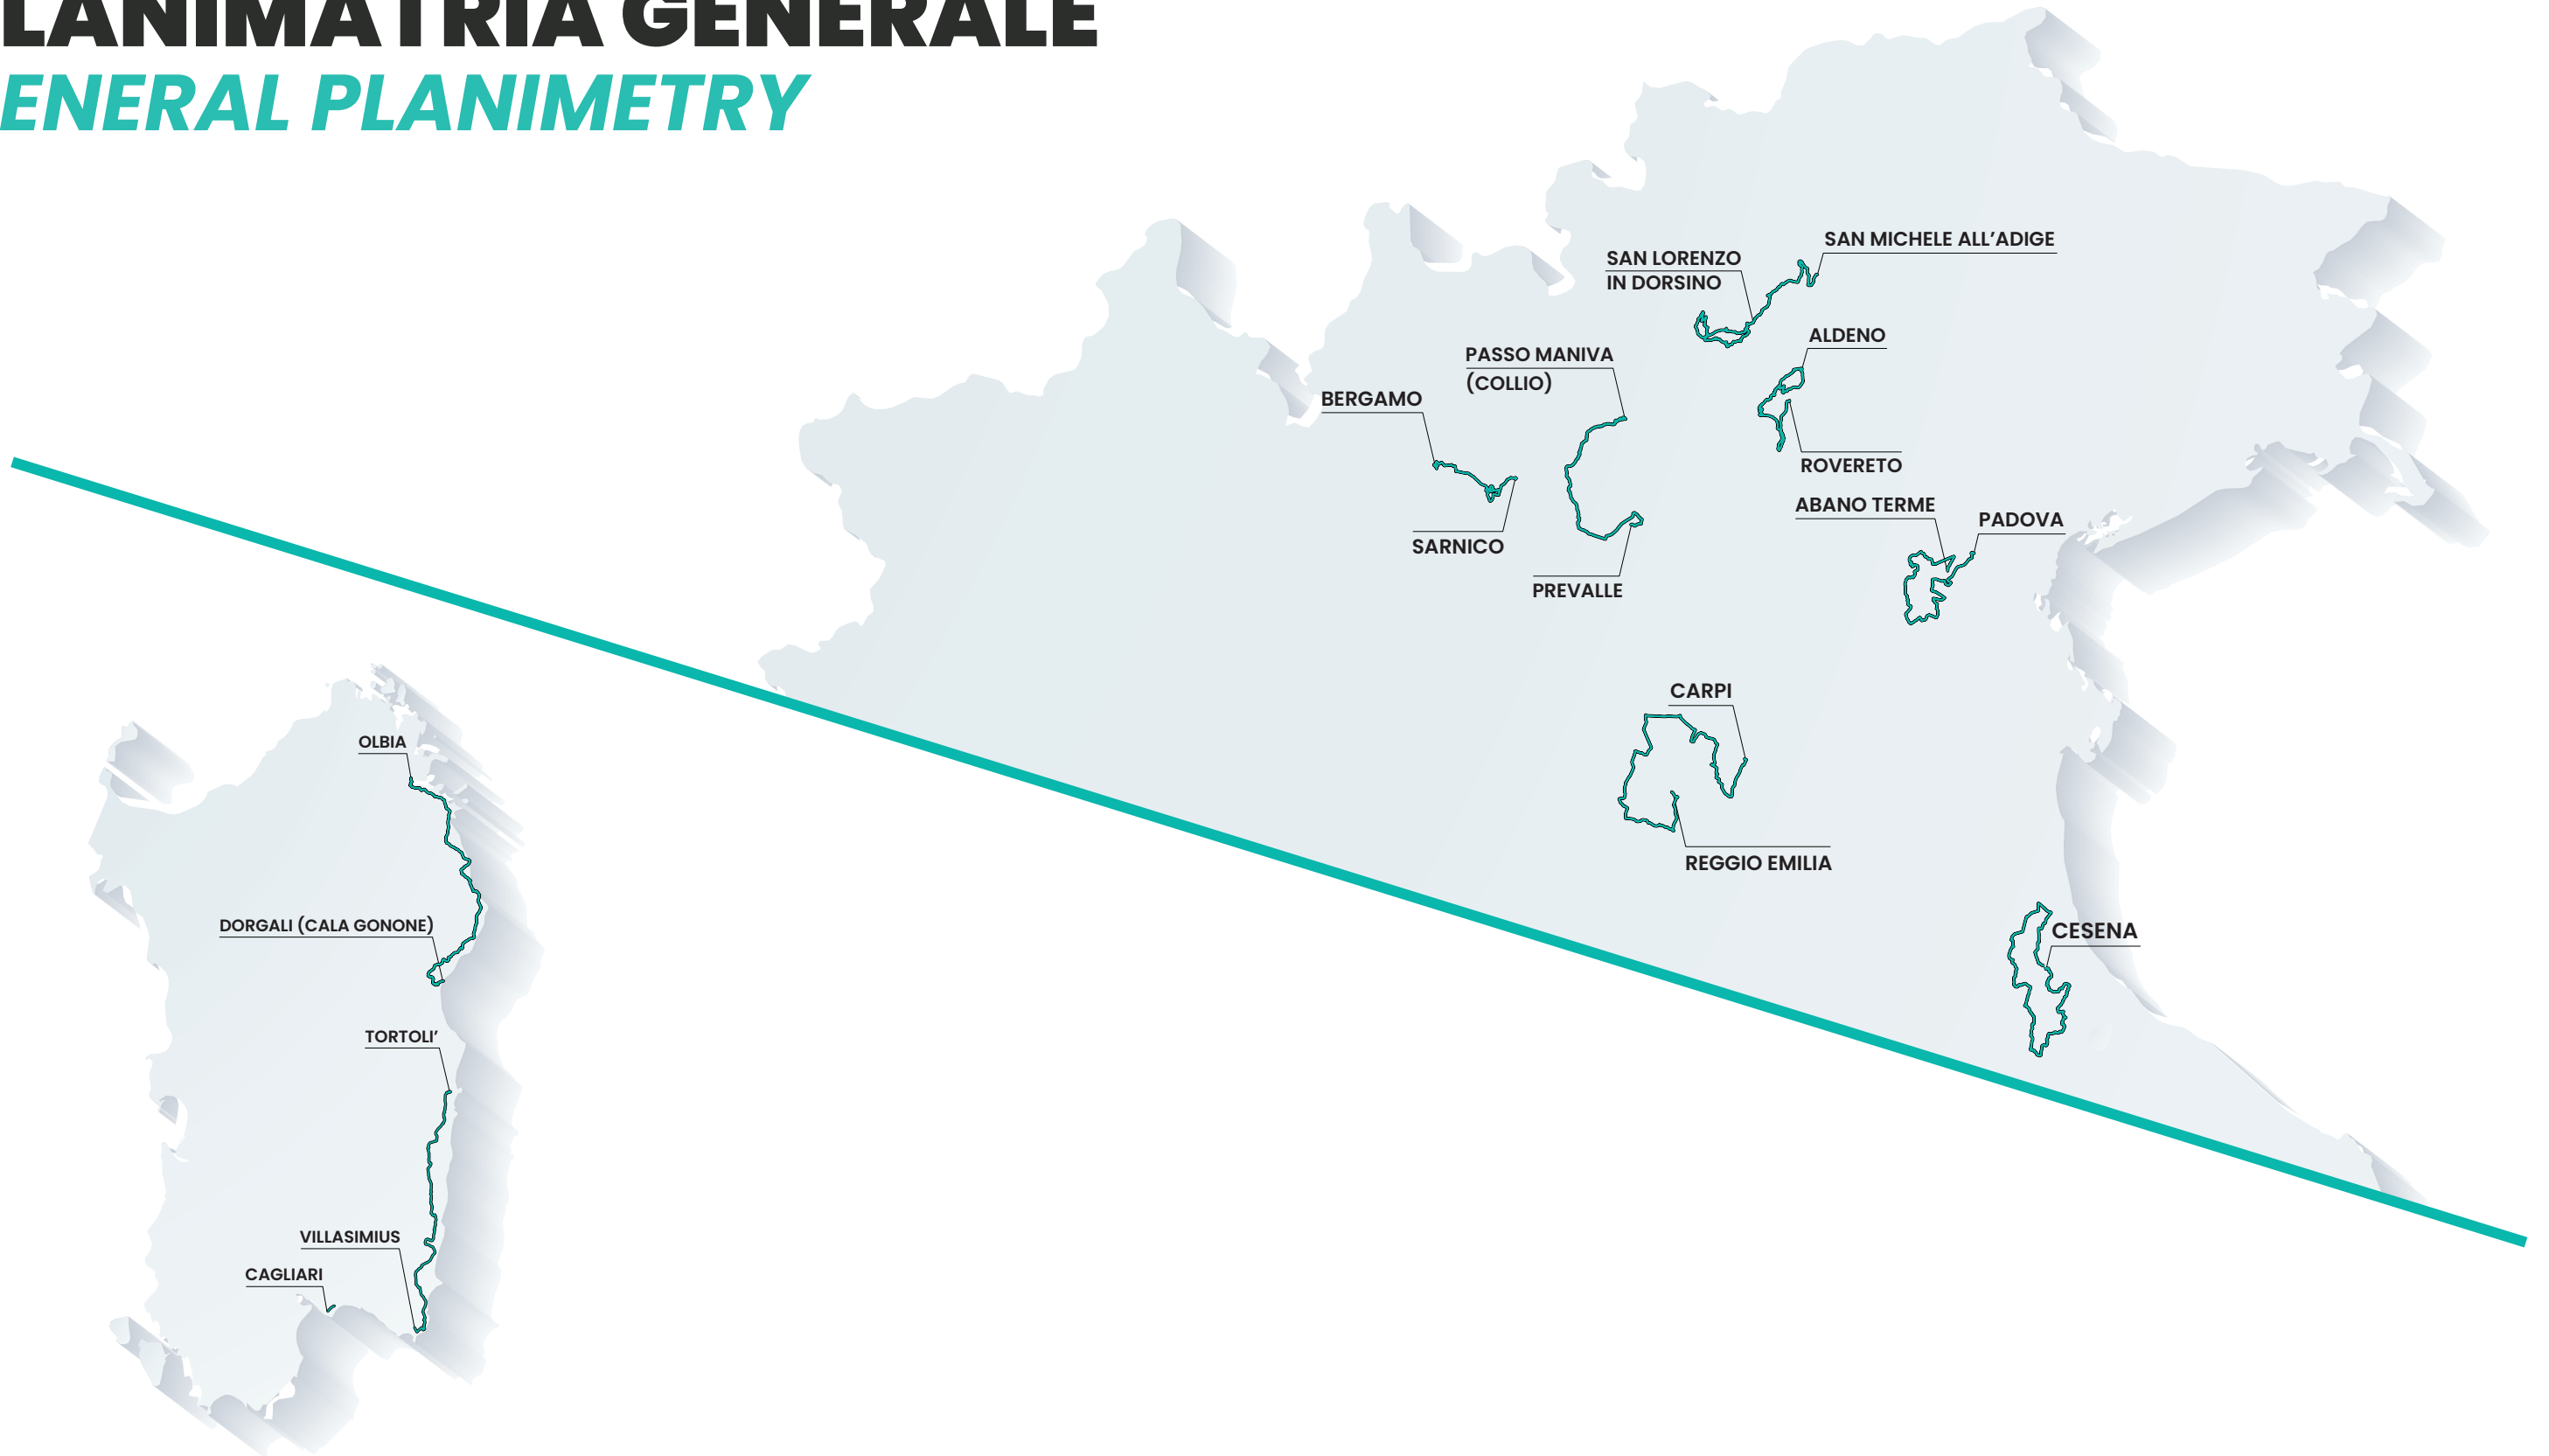 LANIMATRIA GENERALE
ENERAL PLANIMETRY
SAN MICHELE ALL’ADIGE
SAN LORENZO
IN DORSINO
ALDENO
PASSO MANIVA
(COLLIO)
BERGAMO
ROVERETO
ABANO TERME
PADOVA
SARNICO
PREVALLE
CARPI
OLBIA
REGGIO EMILIA
DORGALI (CALA GONONE)
CESENA
TORTOLI’
VILLASIMIUS
CAGLIARI